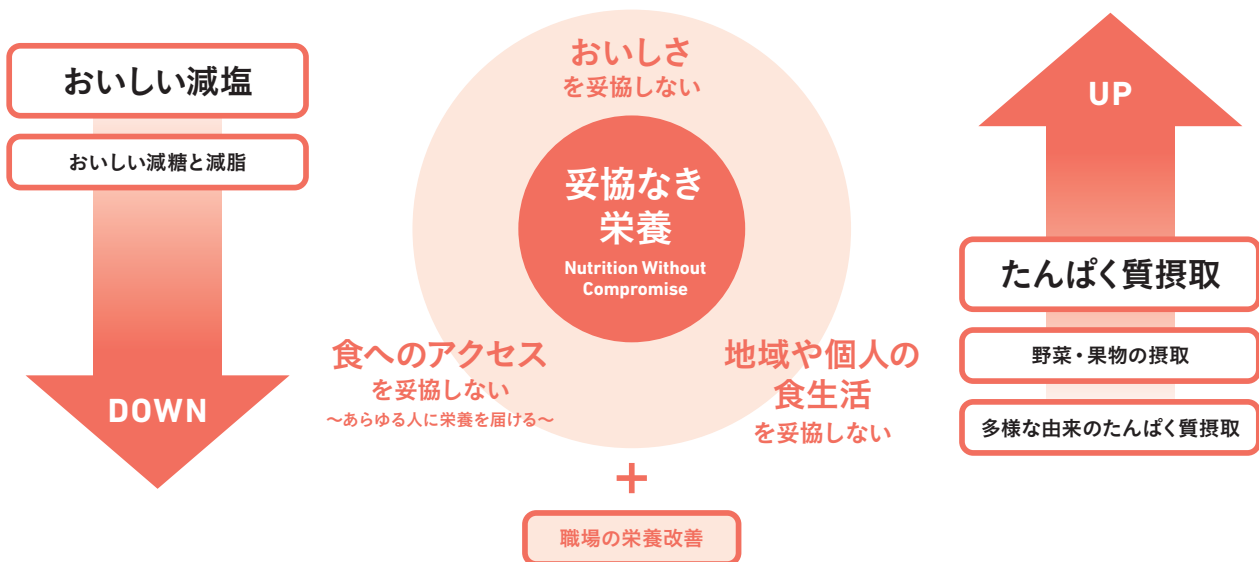 おいしい減塩
おいしい減糖と減脂
DOWN
おいしさ
を妥協しない
妥協なき
栄養
Nutrition Without
Compromise
食へのアクセス
を妥協しない
〜あらゆる人に栄養を届ける〜
地域や個人の
食生活
を妥協しない
+
職場の栄養改善
UP
たんぱく質摂取
野菜・果物の摂取
多様な由来のたんぱく質摂取